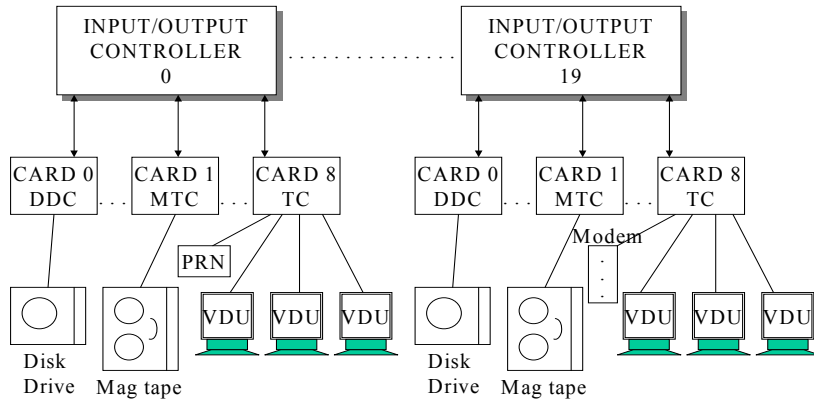 INPUT/OUTPUT
CONTROLLER
0
. . . . . . . . . . . . . . .
INPUT/OUTPUT
CONTROLLER
19
CARD 0
DDC
. . .
CARD 1
MTC
. . .
CARD 8
TC
CARD 0
DDC
. . .
CARD 1
MTC
. . .
CARD 8
TC
PRN
VDU
VDU
VDU
Modem
.
.
.
VDU
VDU
VDU
Disk
Drive
Mag tape
Disk
Drive
Mag tape